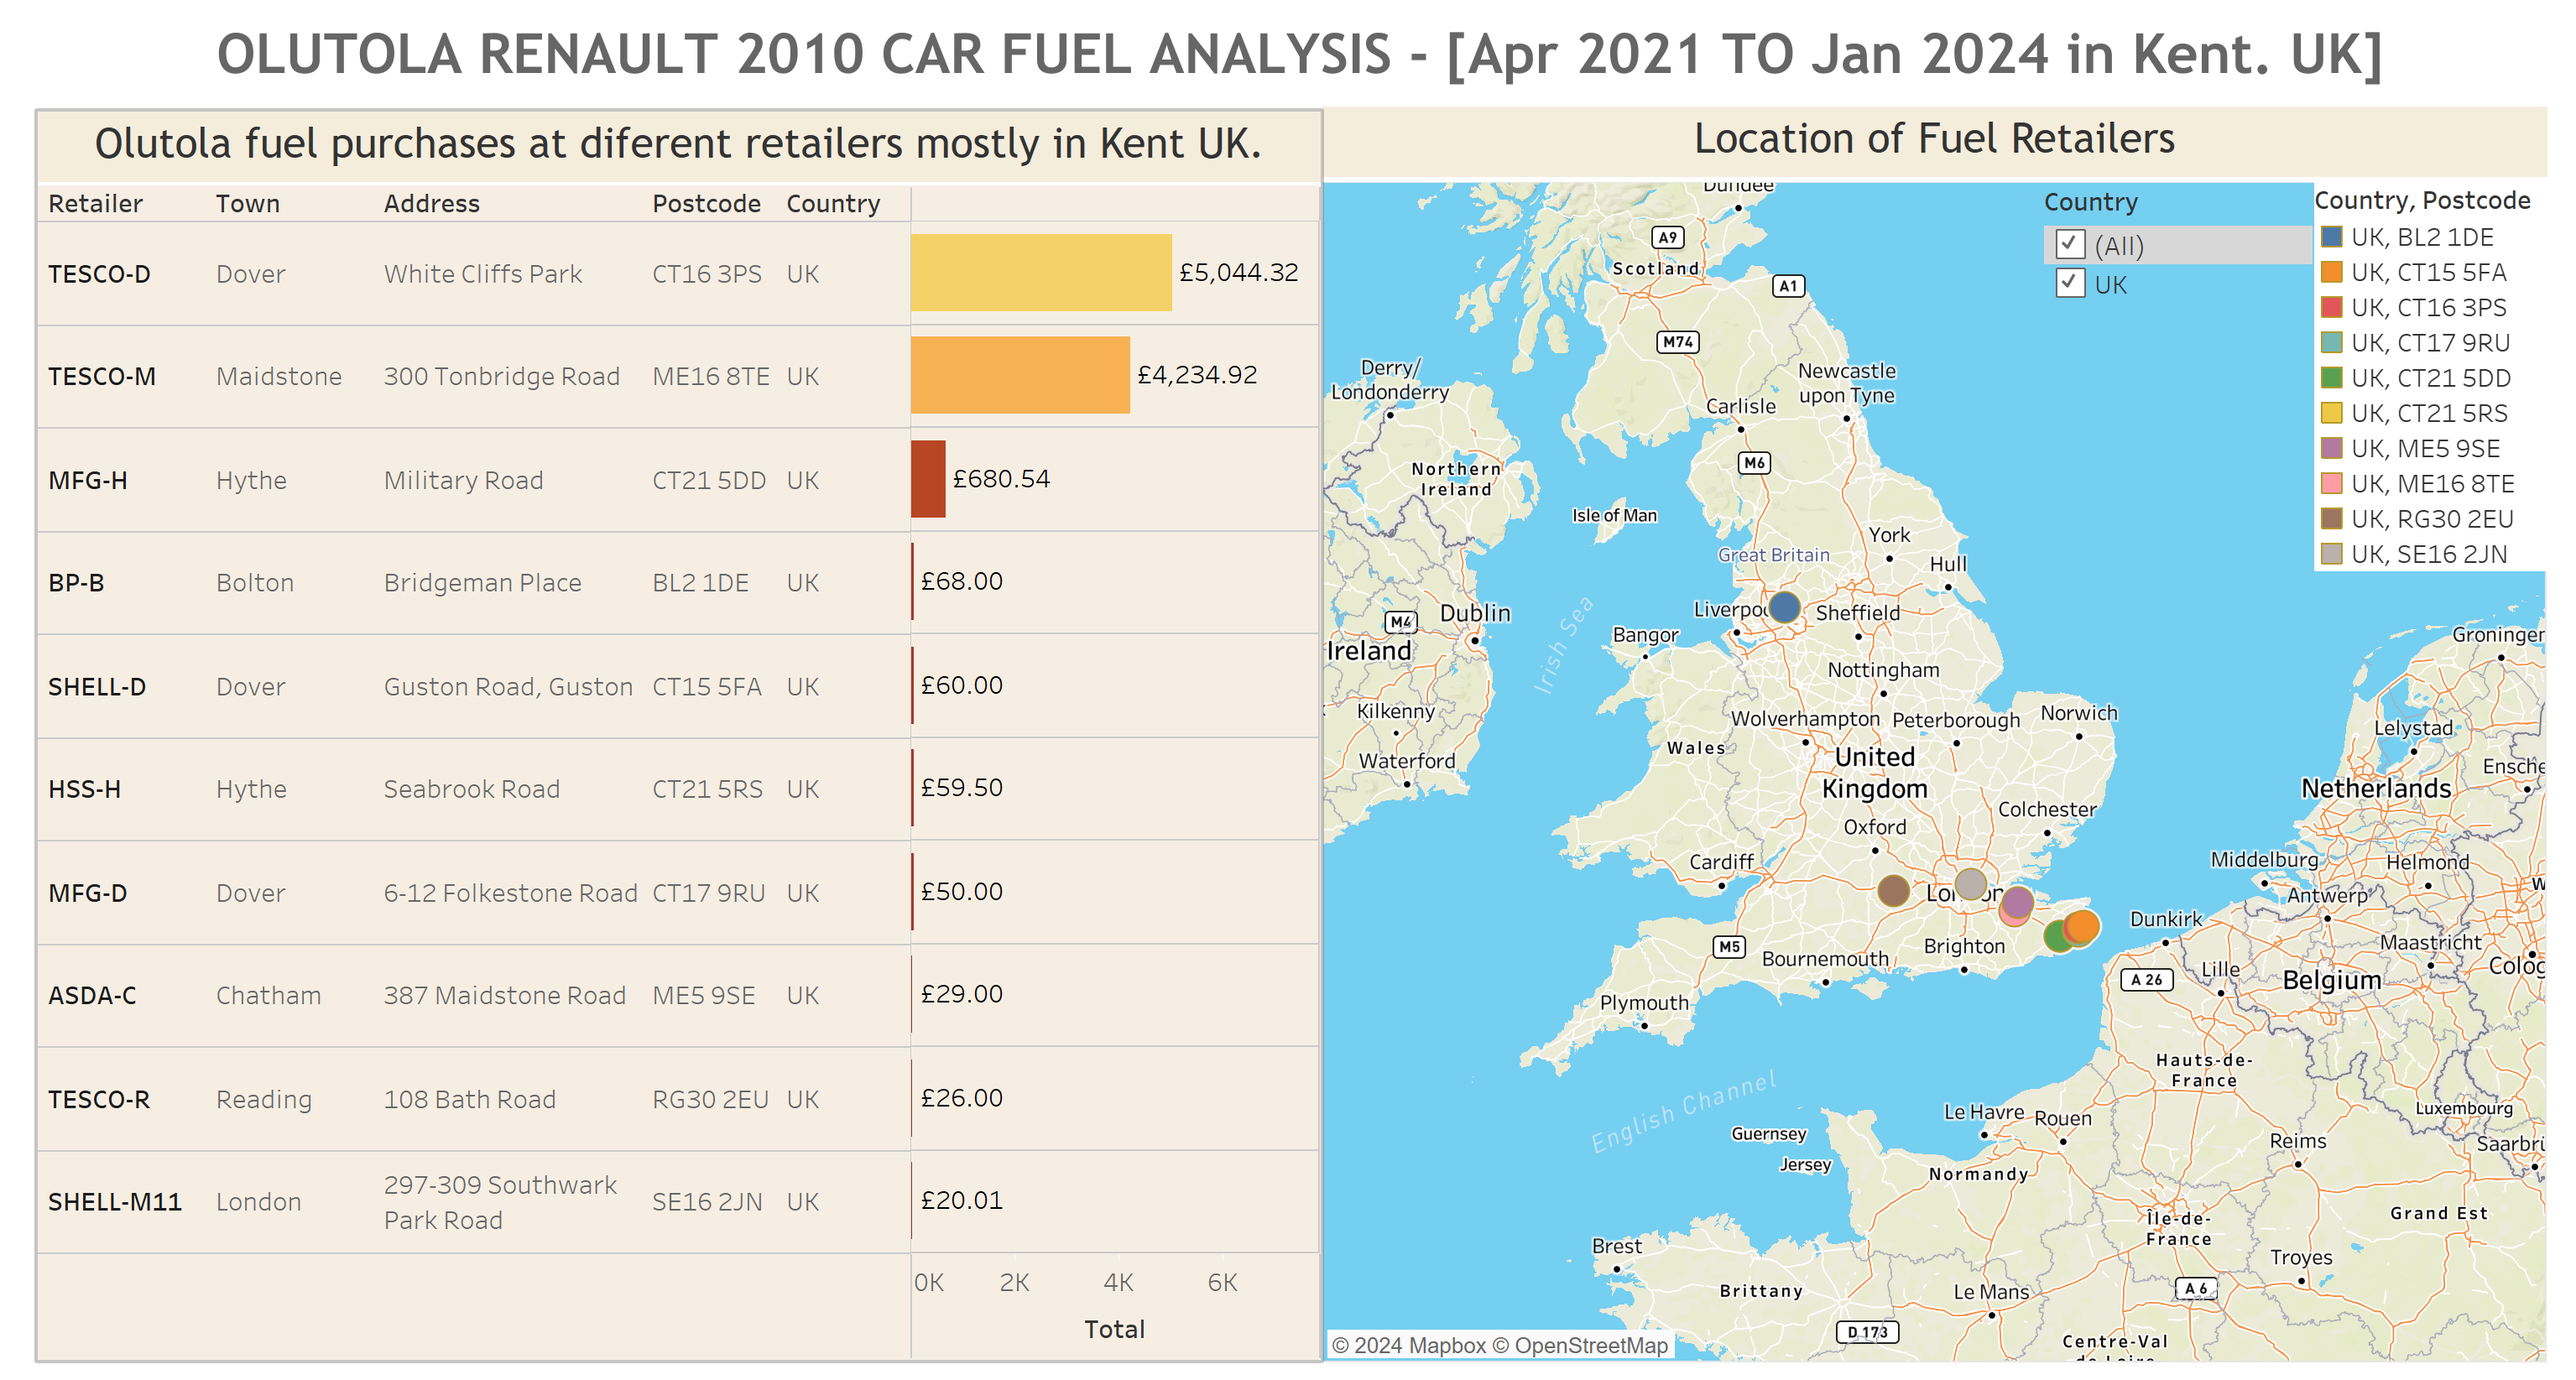 OLUTOLA RENAULT 2010 CAR FUEL ANALYSIS - [Apr 2021 TO Jan 2024 in Kent. UK]
Olutola fuel purchases at diferent retailers mostly in Kent UK.
Retailer Town Address Postcode Country
TESCO-D Dover White Cliffs Park CT16 3PS UK £5,044.32
TESCO-M Maidstone 300 Tonbridge Road ME16 8TE UK £4,234.92
MFG-H Hythe Military Road CT21 5DD UK £680.54
BP-B Bolton Bridgeman Place BL2 1DE UK £68.00
SHELL-D Dover Guston Road, Guston CT15 5FA UK £60.00
HSS-H Hythe Seabrook Road CT21 5RS UK £59.50
MFG-D Dover 6-12 Folkestone Road CT17 9RU UK £50.00
ASDA-C Chatham 387 Maidstone Road ME5 9SE UK £29.00
TESCO-R Reading 108 Bath Road RG30 2EU UK £26.00
SHELL-M11 London 297-309 Southwark
Park Road SE16 2JN UK £20.01
0K 2K 4K 6K
Total
Location of Fuel Retailers
Country
(All)
UK
Country, Postcode
UK, BL2 1DE
UK, CT15 5FA
UK, CT16 3PS
UK, CT17 9RU
UK, CT21 5DD
UK, CT21 5RS
UK, ME5 9SE
UK, ME16 8TE
UK, RG30 2EU
UK, SE16 2JN
Dundee
A9
Scotland
A1
M74
Derry/
Londonderry
Newcastle
upon Tyne
Carlisle
M6
Northern
Ireland
Isle of Man
York
Great Britain
Hull
Sheffield
M4
Dublin
Irish Sea
Bangor
Ireland
Nottingham
Kilkenny
Wolverhampton
Peterborough
Norwich
Wales
Waterford
United
Kingdom
Colchester
Oxford
Cardiff
M5
Brighton
Bournemouth
Plymouth
Lelystad
Netherlands
Middelburg
Helmond
Antwerp
Dunkirk
Maastricht
A 26
Lille
Belgium
Hauts-de-
France
English Channel
Le Havre
Rouen
Luxembourg
Guernsey
Jersey
Reims
Normandy
Île-de-
France
Grand Est
Brest
Troyes
Brittany
Le Mans
A 6
D 173
Centre-Val
© 2024 Mapbox © OpenStreetMap